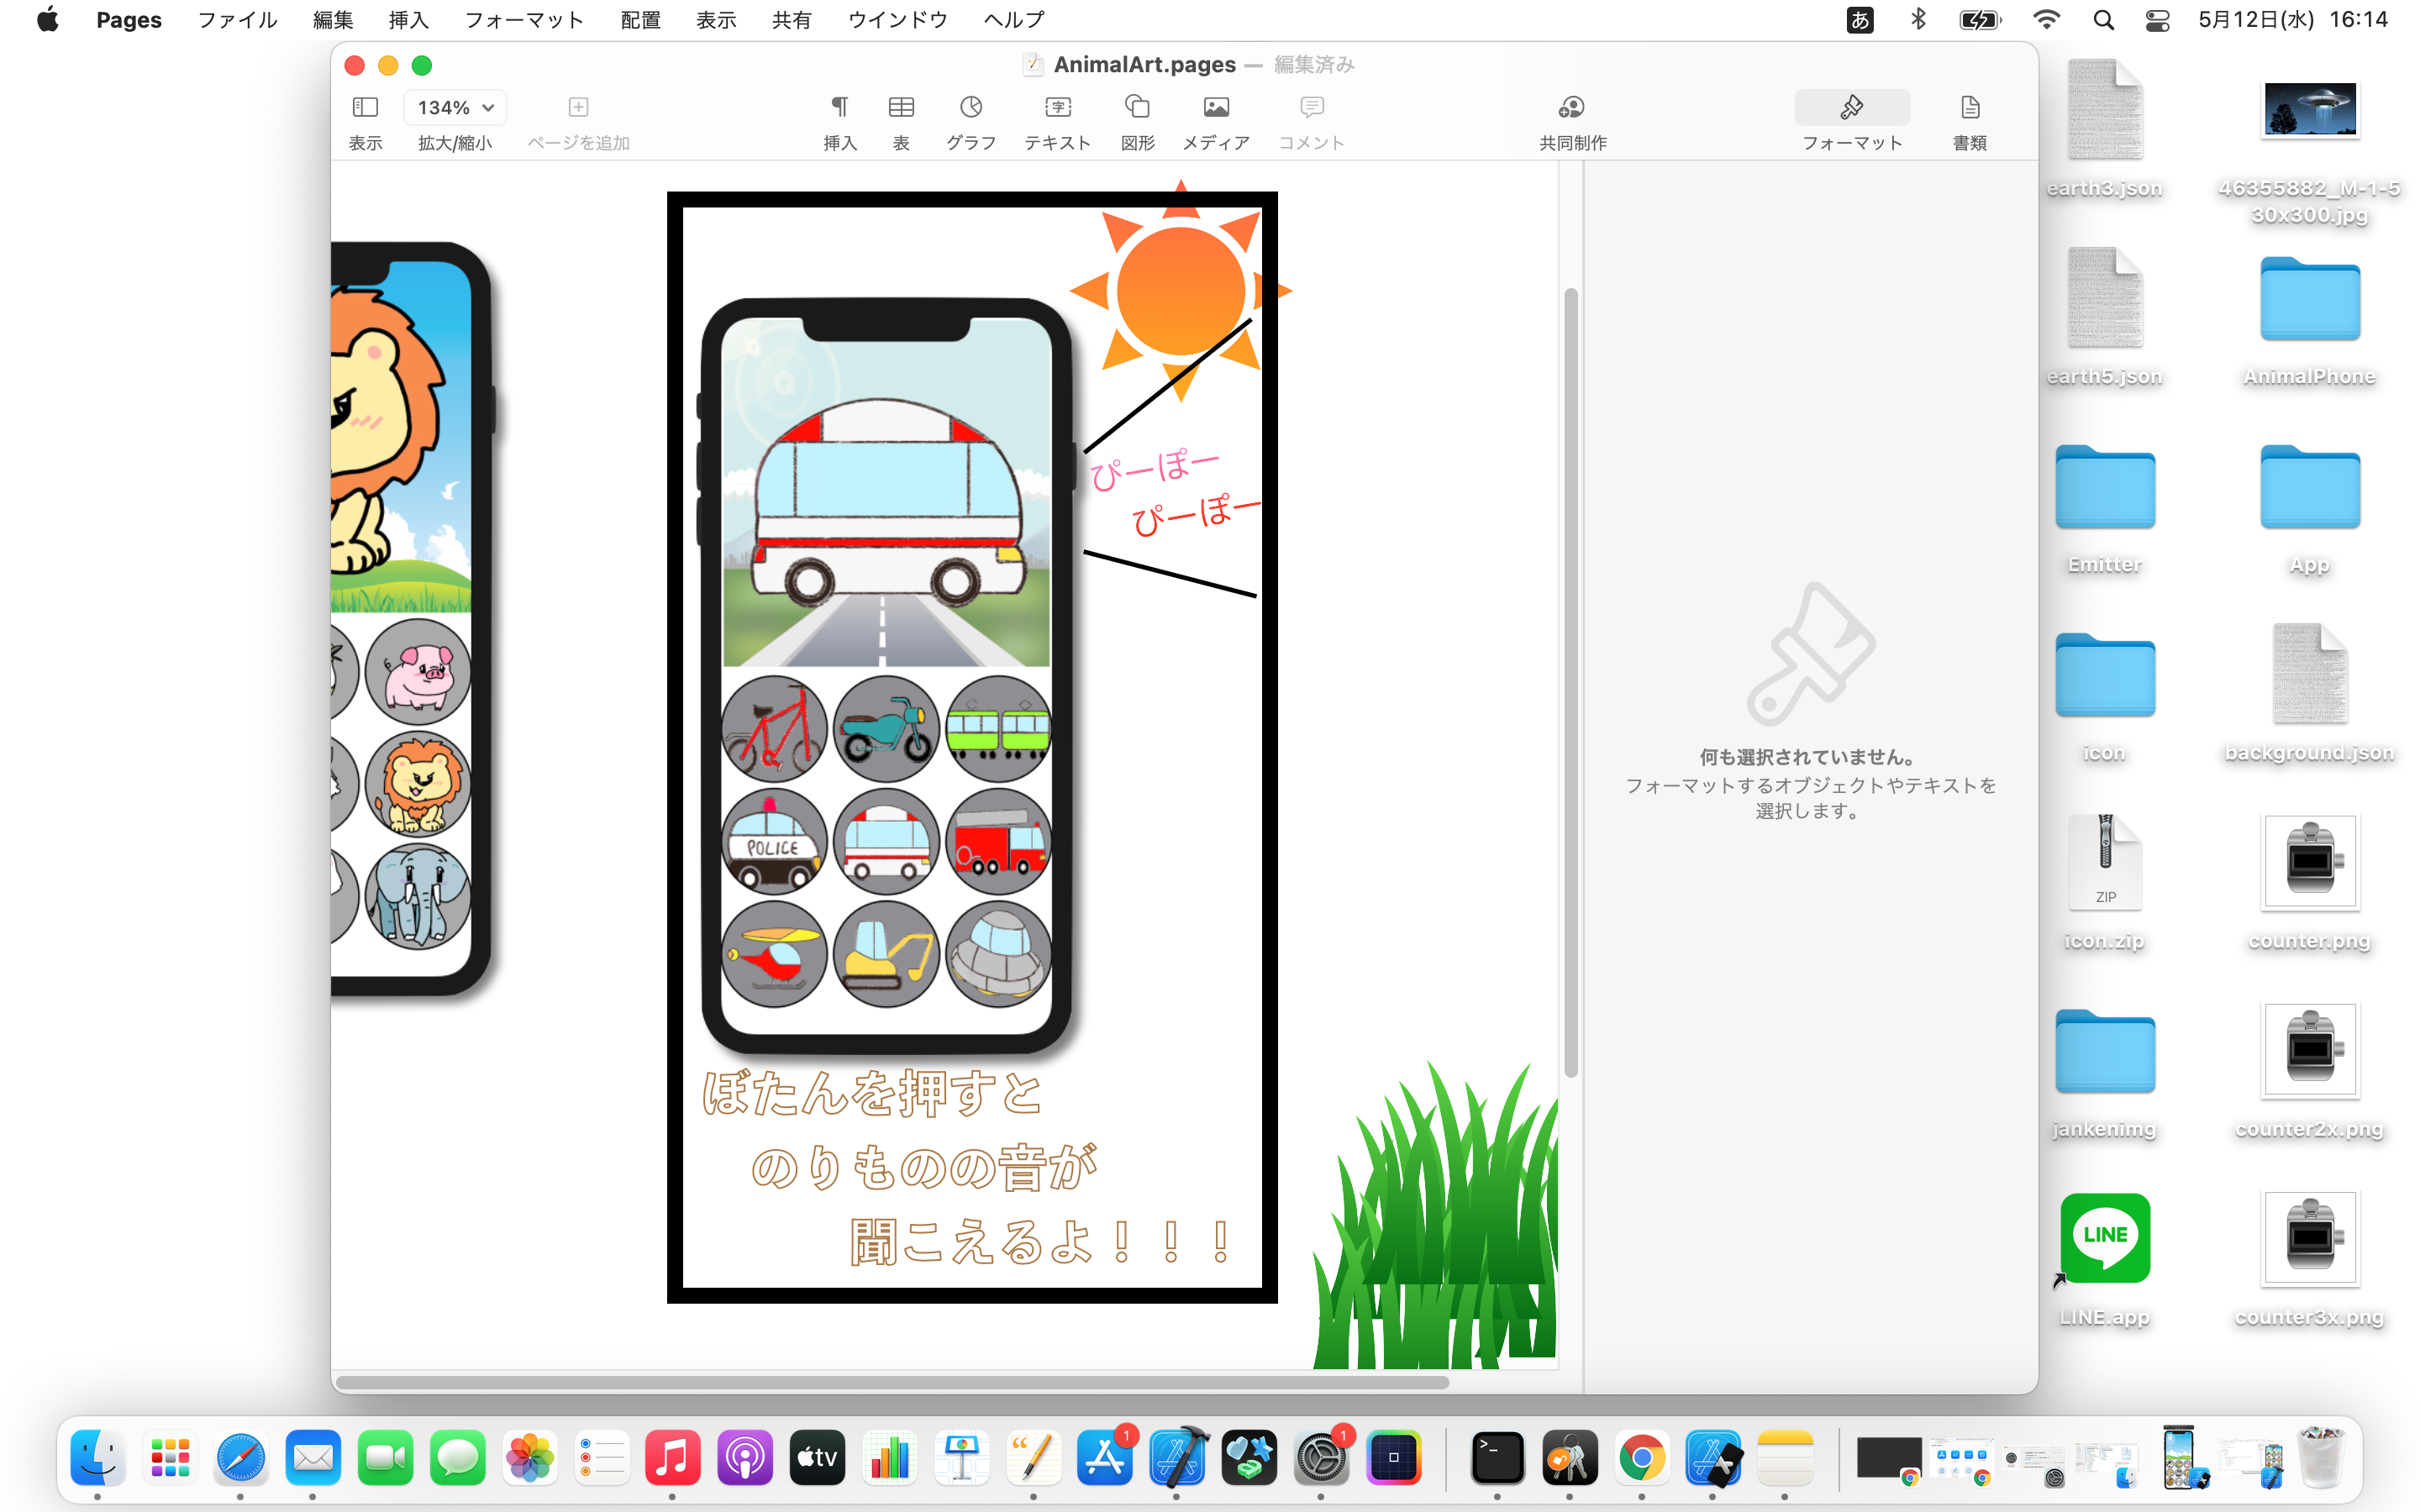 Pages ファイル 編集 挿入 フォーマット 配置 表示 共有 ウインドウ ヘルプ
あ 5月12日(水) 16:14
AnimalArt.pages — 編集済み
134%
表示 拡大/縮小 ページを追加 挿入 表 グラフ テキスト 図形 メディア コメント 共同制作 フォーマット 書類
ぴーぽー
ぴーぽー
POLICE
ぼたんを押すと
のりものの音が
聞こえるよ！！！
何も選択されていません。
フォーマットするオブジェクトやテキストを
選択します。
earth3.json
46355882_M-1-5
30x300.jpg
earth5.json
AnimalPhone
Emitter
App
icon
background.json
ZIP
icon.zip
counter.png
jankenimg
counter2x.png
LINE
LINE.app
counter3x.png
tv
1
1